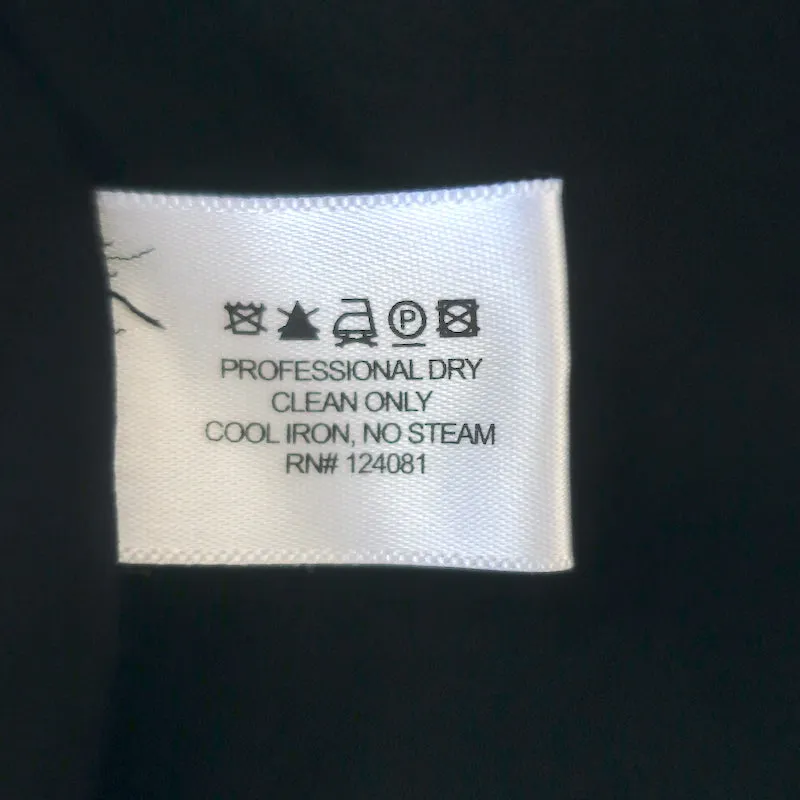 P
PROFESSIONAL DRY
CLEAN ONLY
COOL IRON, NO STEAM
RN# 124081